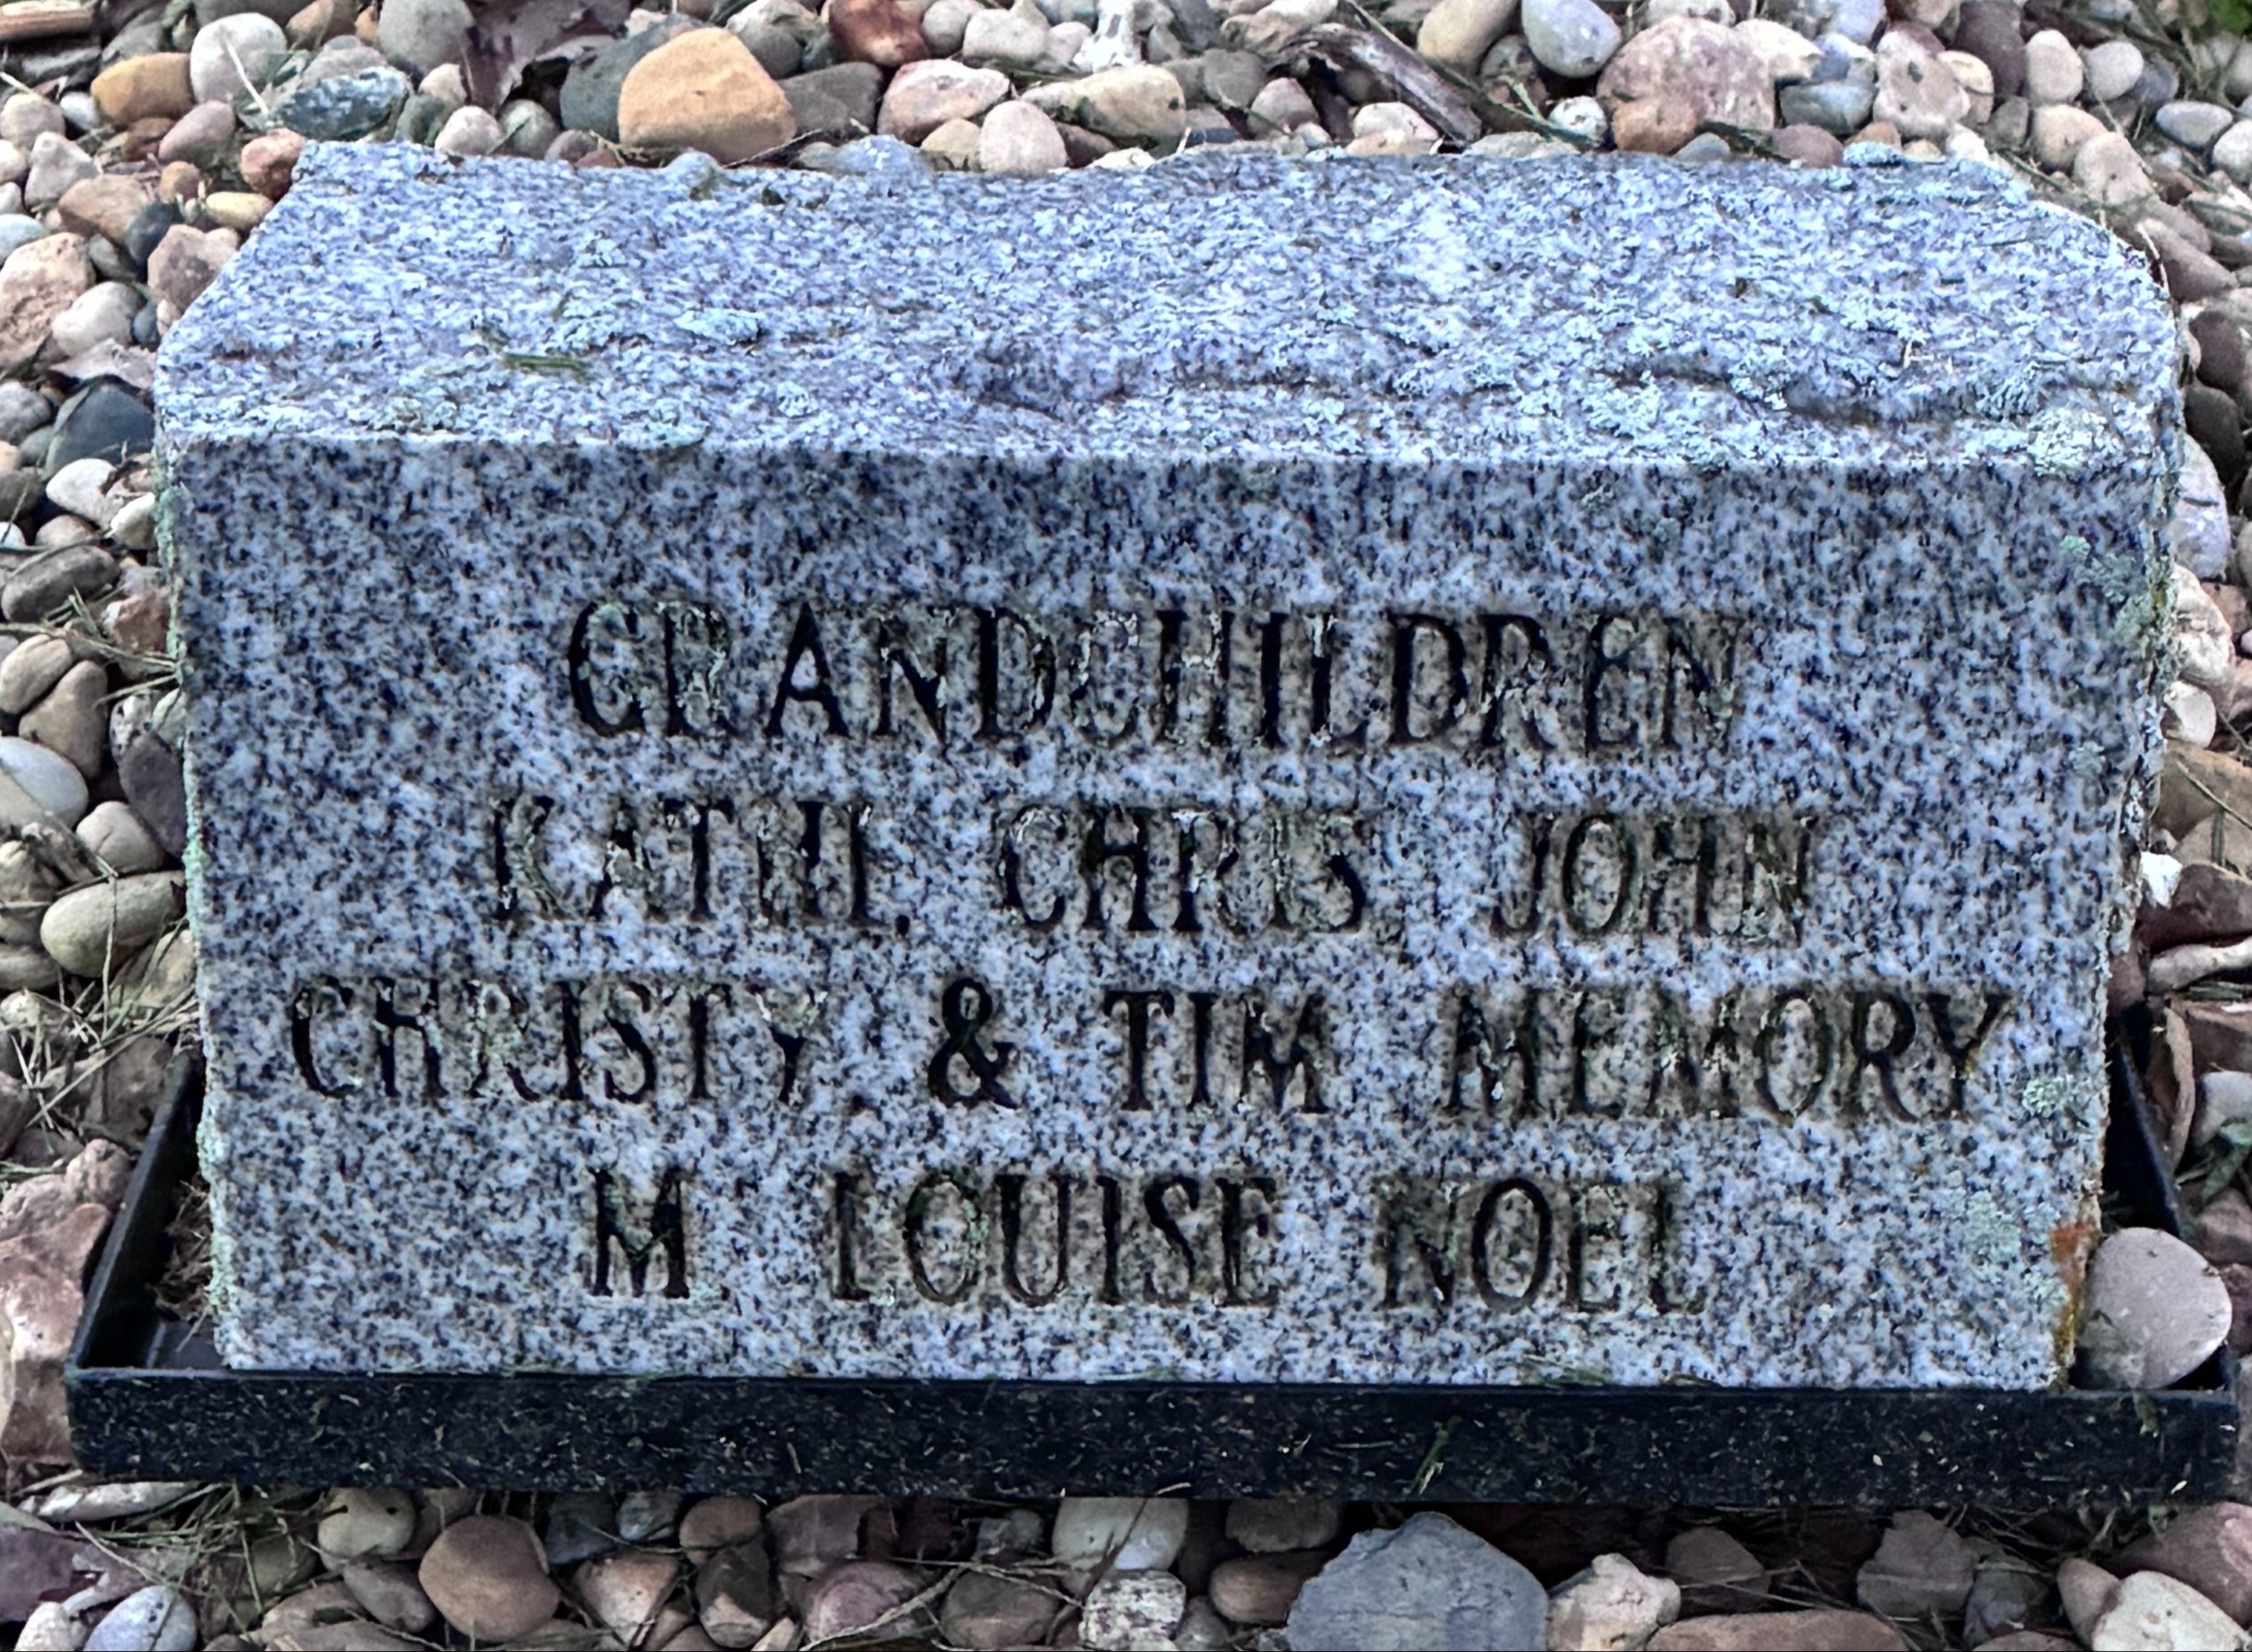 GRANDCHILDREN
KATHI, CHRIS, JOHN
CHRISTY, & TIM MEMORY
M. LOUISE NOEL